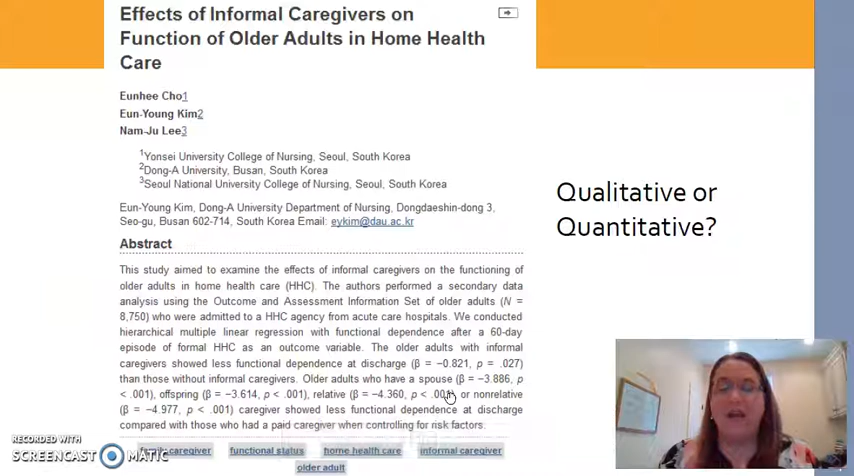 Effects of Informal Caregivers on
Function of Older Adults in Home Health
Care
Eunhee Cho1
Eun-Young Kim2
Nam-Ju Lee3
1Yonsei University College of Nursing, Seoul, South Korea
2Dong-A University, Busan, South Korea
3Seoul National University College of Nursing, Seoul, South Korea
Eun-Young Kim, Dong-A University Department of Nursing, Dongdaeshin-dong 3,
Seo-gu, Busan 602-714, South Korea Email: eykim@dau.ac.kr
Abstract
This study aimed to examine the effects of informal caregivers on the functioning of
older adults in home health care (HHC). The authors performed a secondary data
analysis using the Outcome and Assessment Information Set of older adults (N =
8,750) who were admitted to a HHC agency from acute care hospitals. We conducted
hierarchical multiple linear regression with functional dependence after a 60-day
episode of formal HHC as an outcome variable. The older adults with informal
caregivers showed less functional dependence at discharge (β = −0.821, p = .027)
than those without informal caregivers. Older adults who have a spouse (β = −3.886, p
< .001), offspring (β = −3.614, p < .001), relative (β = −4.360, p < .001) or nonrelative
(β = −4.977, p < .001) caregiver showed less functional dependence at discharge
compared with those who had a paid caregiver when controlling for risk factors.
family caregiver functional status home health care informal caregiver
older adult
Qualitative or
Quantitative?
RECORDED WITH
SCREENCAST MATIC